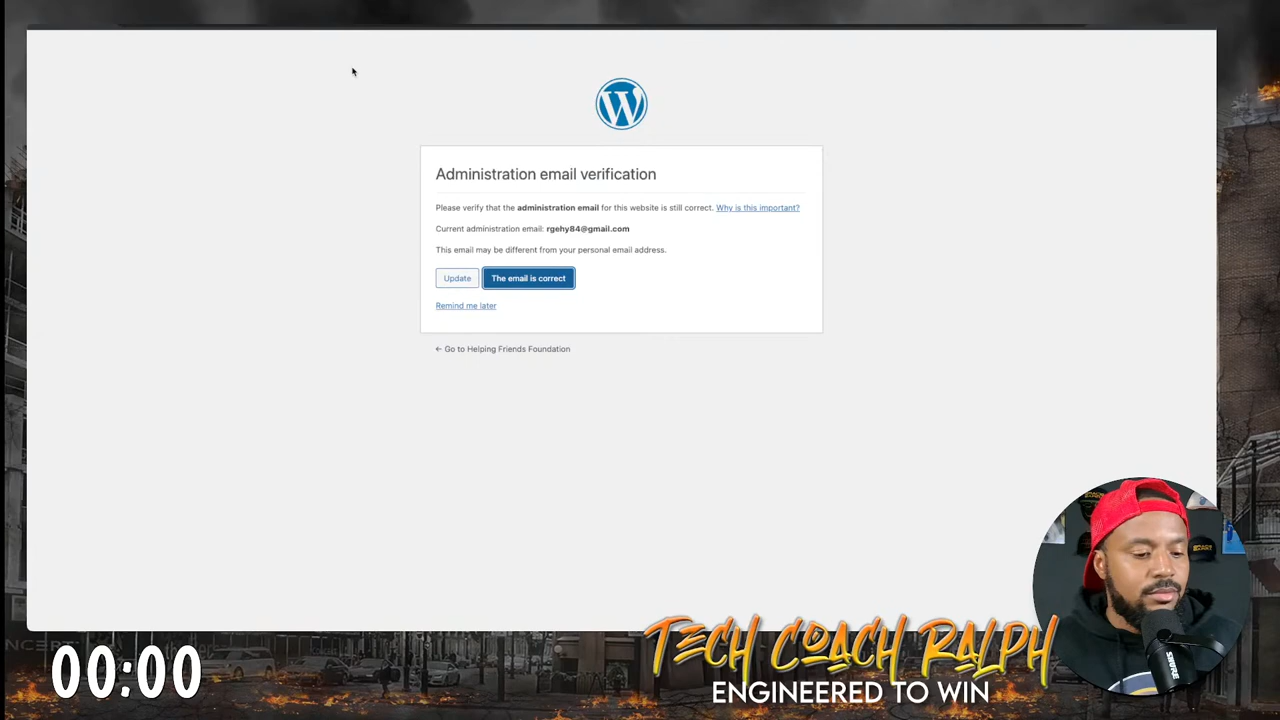 Administration email verification
Please verify that the administration email for this website is still correct. Why is this important?
Current administration email: rgehy84@gmail.com
This email may be different from your personal email address.
Update
The email is correct
Remind me later
← Go to Helping Friends Foundation
TECH COACH RALPH
ENGINEERED TO WIN
00:00